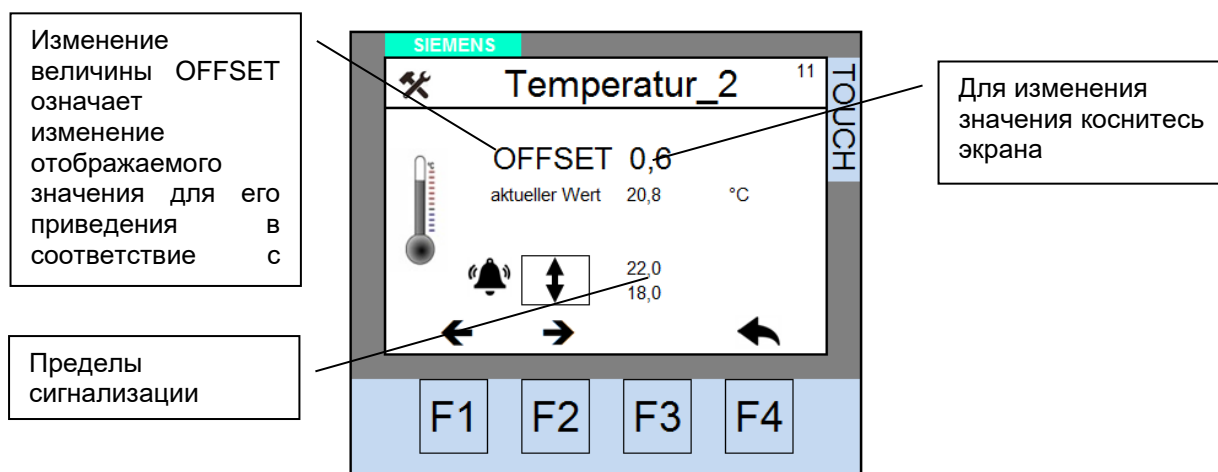 Изменение
величины OFFSET
означает
изменение
отображаемого
значения для его
приведения в
соответствие с
Пределы
сигнализации
SIEMENS
Temperatur_2
11
TOUCH
OFFSET 0,6
aktueller Wert 20,8 °C
22,0
18,0
F1 F2 F3 F4
Для изменения
значения коснитесь
экрана